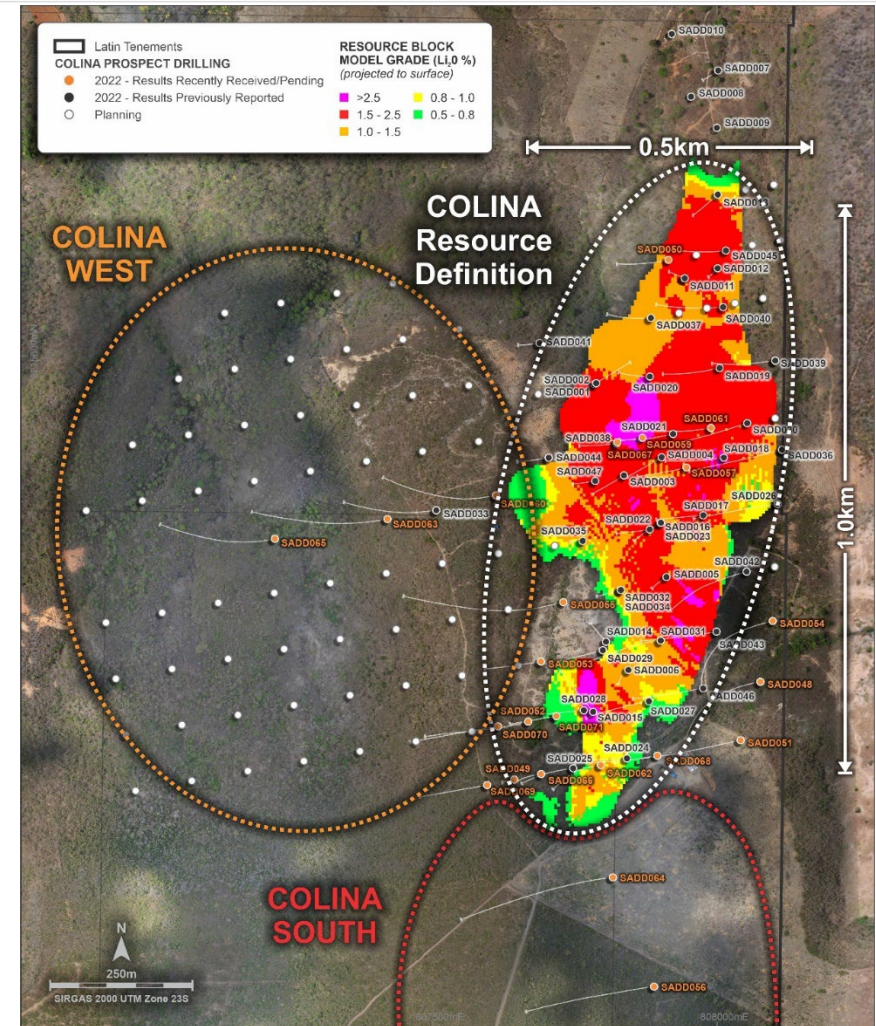 Latin Tenements
COLINA PROSPECT DRILLING
2022 - Results Recently Received/Pending
2022 - Results Previously Reported
Planning
RESOURCE BLOCK
MODEL GRADE (Li₂0 %)
(projected to surface)
>2.5
1.5 - 2.5
1.0 - 1.5
0.8 - 1.0
0.5 - 0.8
SADD010
SADD007
SADD008
SADD009
0.5km
COLINA
Resource
Definition
COLINA
WEST
SADD013
SADD050
SADD045
SADD012
SADD011
SADD040
SADD037
SADD041
SADD039
SADD002
SADD001
SADD020
SADD019
1.0km
SADD061
SADD021
SADD038
SADD059
SADD067
SADD004
SADD018
SADD036
SADD044
SADD057
SADD047
SADD003
SADD026
SADD017
SADD033
SADD063
SADD065
SADD022
SADD016
SADD023
SADD035
SADD042
SADD005
SADD032
SADD034
SADD055
SADD054
SADD014
SADD031
SADD043
SADD029
SADD053
SADD006
SADD048
SADD046
SADD028
SADD027
SADD052
SADD015
SADD071
SADD070
SADD051
SADD024
SADD025
SADD068
SADD049
SADD066
SADD062
SADD069
COLINA
SOUTH
SADD064
SADD056
N
250m
SIRGAS 2000 UTM Zone 23S
807500mE
808000mE